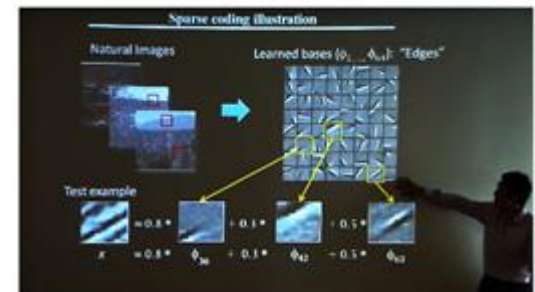 Sparse coding illustration
Natural Images
Learned bases (ϕ1 … ϕ64): "Edges"
Test example
≈ 0.8 * + 0.3 * + 0.5 *
x ≈ 0.8 * ϕ36 + 0.3 * ϕ42 + 0.5 * ϕ63